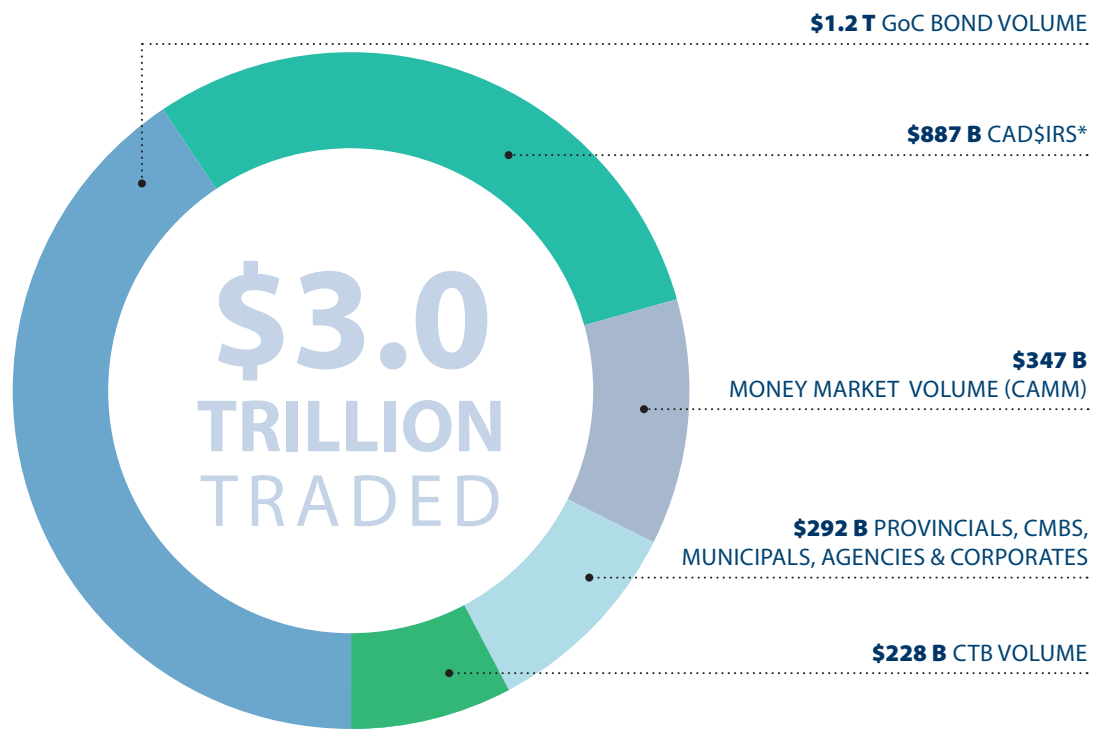 $1.2 T GoC BOND VOLUME
$887 B CAD$IRS*
$3.0
TRILLION
TRADED
$347 B
MONEY MARKET VOLUME (CAMM)
$292 B PROVINCIALS, CMBS,
MUNICIPALS, AGENCIES & CORPORATES
$228 B CTB VOLUME